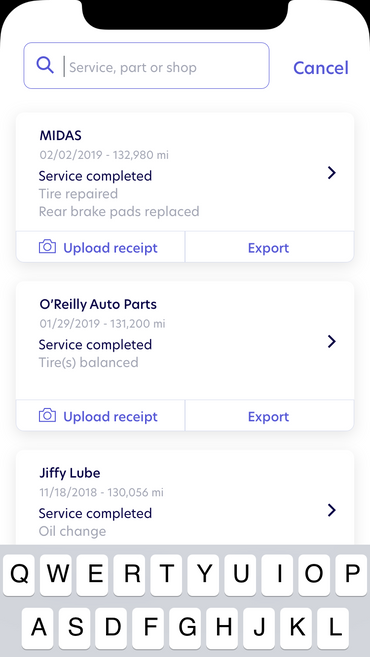 Service, part or shop
Cancel
MIDAS
02/02/2019 - 132,980 mi
Service completed
Tire repaired
Rear brake pads replaced
Upload receipt
Export
O’Reilly Auto Parts
01/29/2019 - 131,200 mi
Service completed
Tire(s) balanced
Upload receipt
Export
Jiffy Lube
11/18/2018 - 130,056 mi
Service completed
Oil change
Q W E R T Y U I O P
A S D F G H J K L